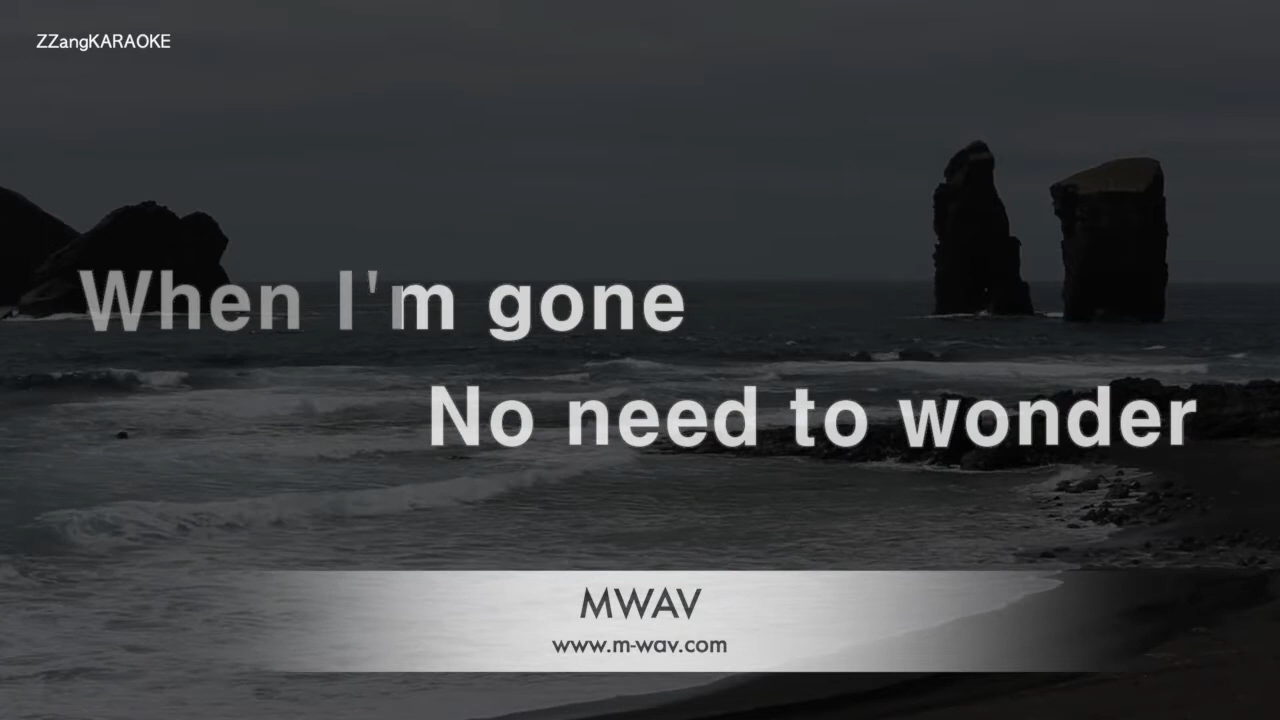 ZZangKARAOKE
When I'm gone
No need to wonder
MWAV
www.m-wav.com